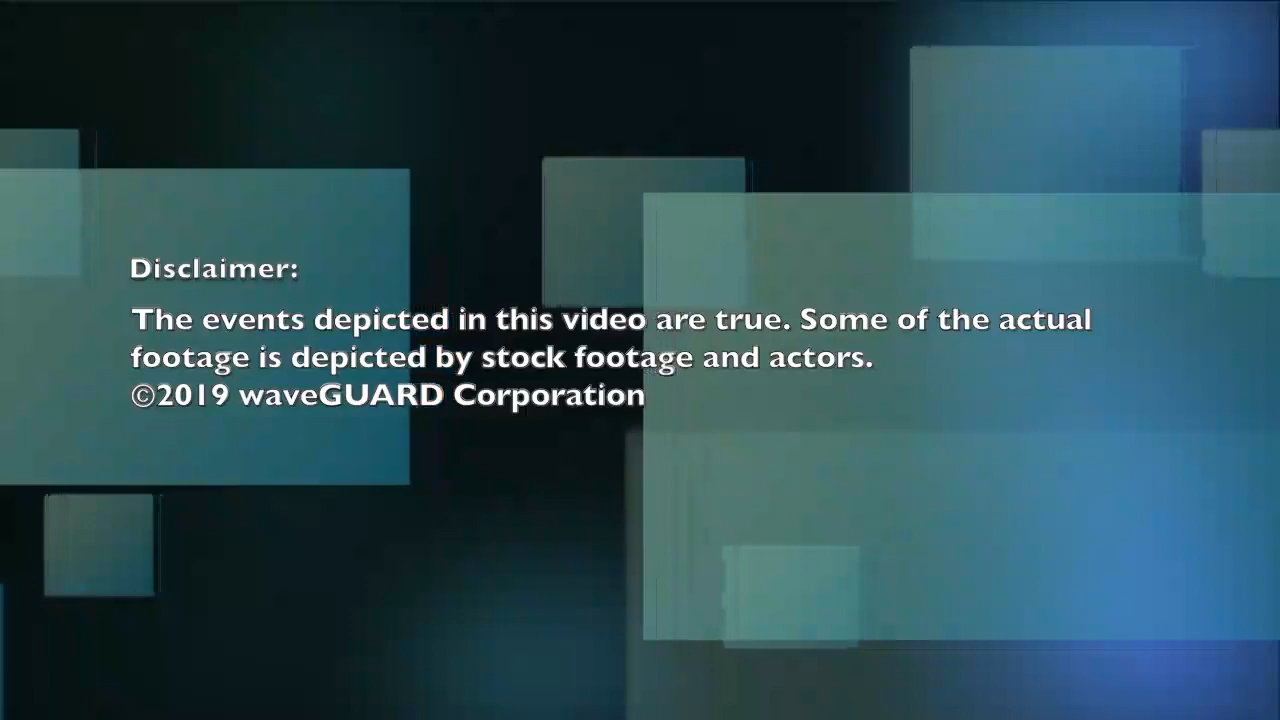 Disclaimer:
The events depicted in this video are true. Some of the actual
footage is depicted by stock footage and actors.
©2019 waveGUARD Corporation